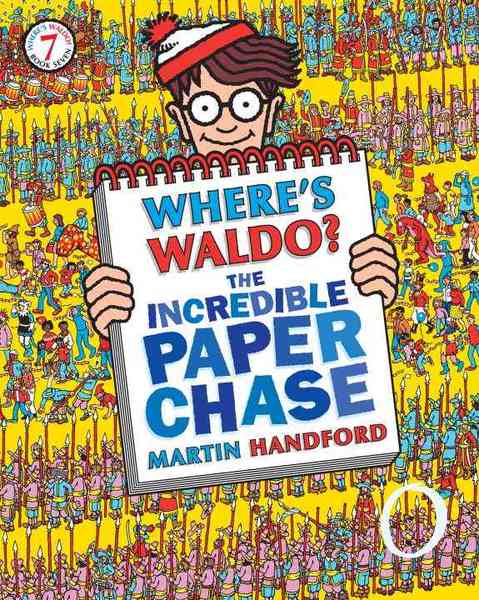 WHERE'S WALDO?
7
BOOK SEVEN
WHERE'S
WALDO?
THE
INCREDIBLE
PAPER
CHASE
MARTIN HANDFORD